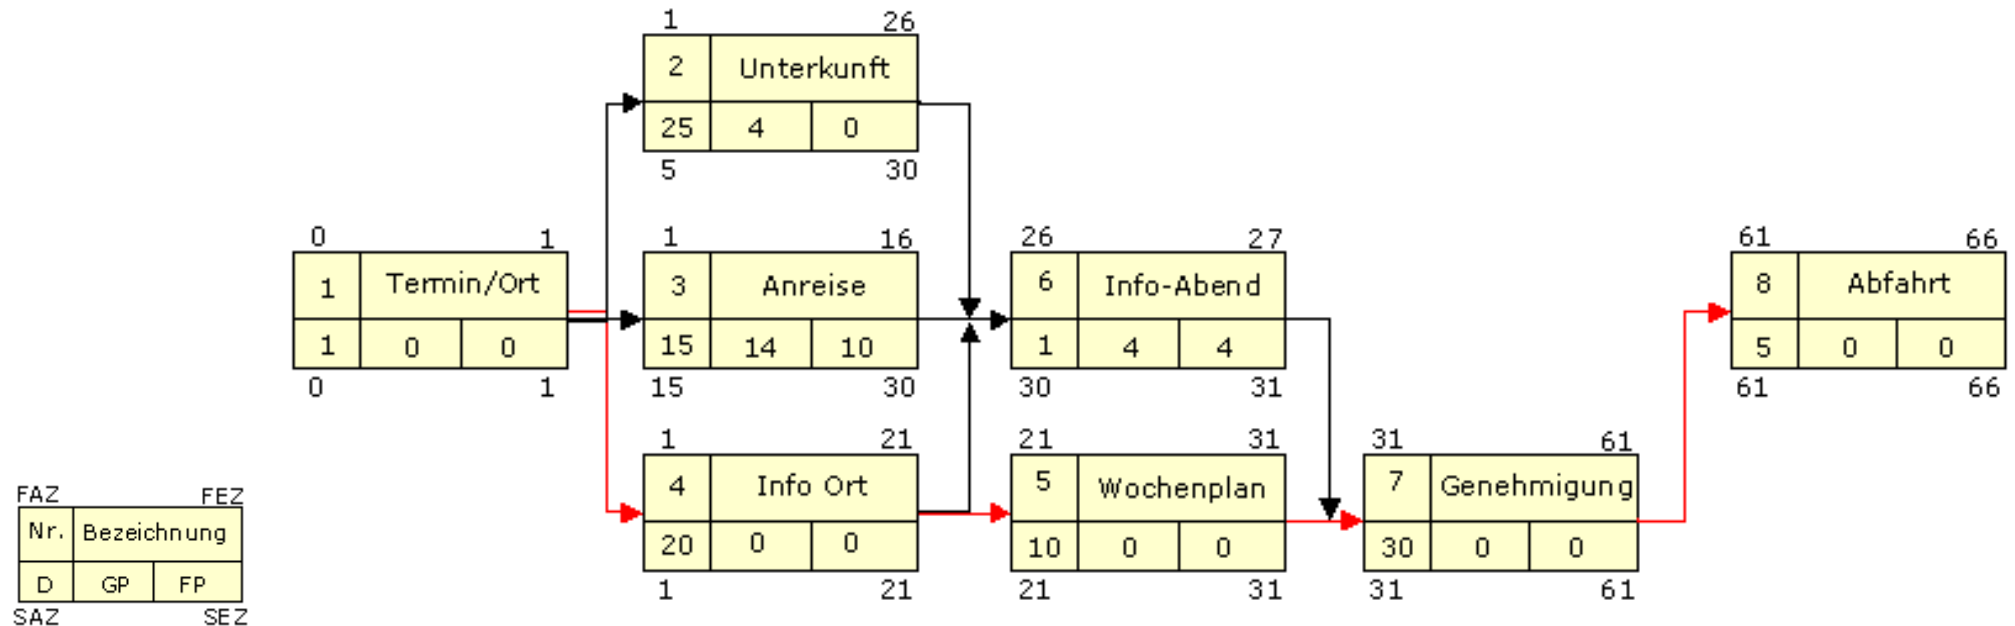 1 26
2 Unterkunft
25 4 0
5 30
0 1
1 Termin/Ort
1 0 0
0 1
1 16
3 Anreise
15 14 10
15 30
26 27
6 Info-Abend
1 4 4
30 31
61 66
8 Abfahrt
5 0 0
61 66
1 21
4 Info Ort
20 0 0
1 21
21 31
5 Wochenplan
10 0 0
21 31
31 61
7 Genehmigung
30 0 0
31 61
FAZ FEZ
Nr. Bezeichnung
D GP FP
SAZ SEZ